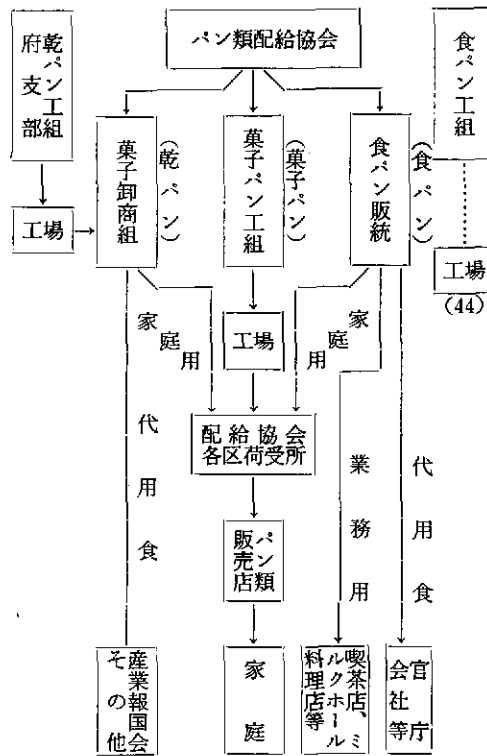 パン類配給協会
食パン工組
乾パン工組
府支部
(食パン)
食パン販統
(菓子パン)
菓子パン工組
(乾パン)
菓子卸商組
工場
工場
(44)
工場
家庭用
家庭用
配給協会
各区荷受所
代用食
業務用
代用食
パン類
販売店
官庁
会社等
喫茶店、ミ
ルクホール
料理店等
家庭
産業報国会
その他